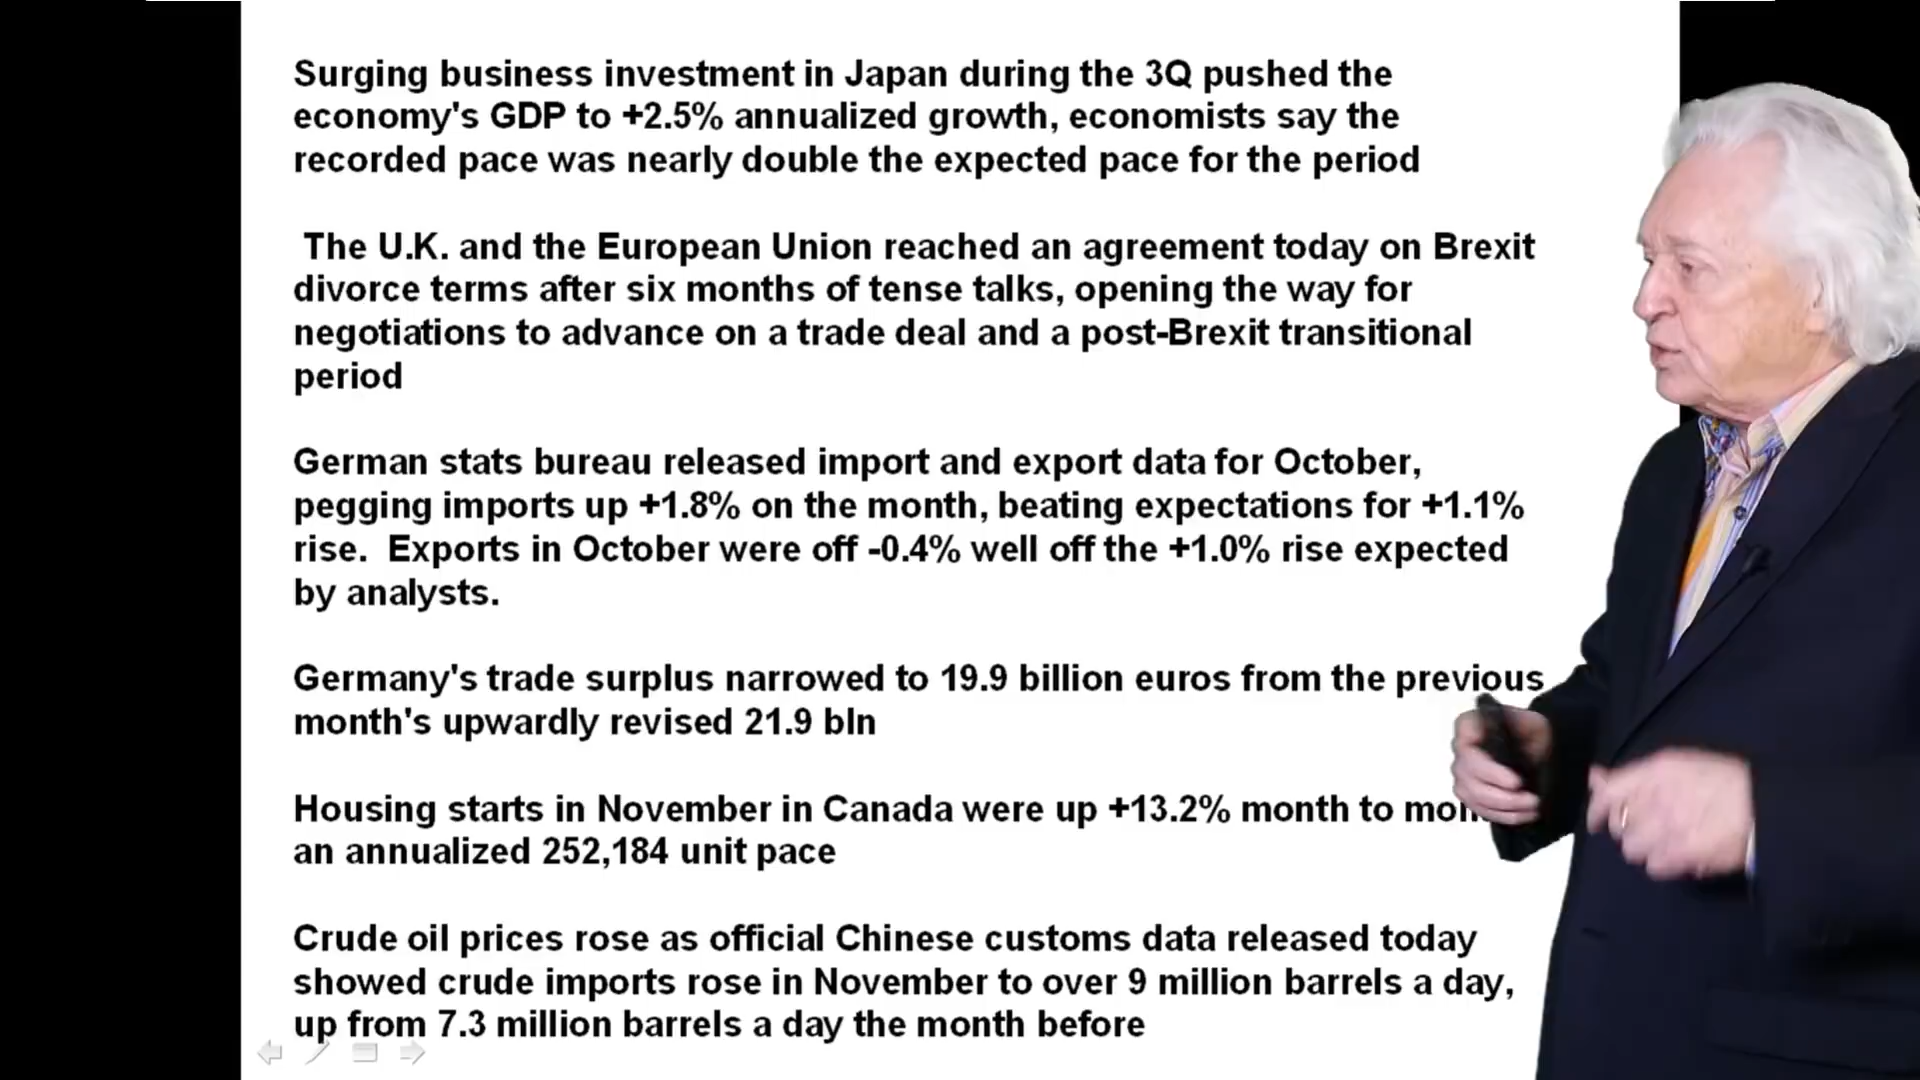 Surging business investment in Japan during the 3Q pushed the
economy's GDP to +2.5% annualized growth, economists say the
recorded pace was nearly double the expected pace for the period
The U.K. and the European Union reached an agreement today on Brexit
divorce terms after six months of tense talks, opening the way for
negotiations to advance on a trade deal and a post-Brexit transitional
period
German stats bureau released import and export data for October,
pegging imports up +1.8% on the month, beating expectations for +1.1%
rise.  Exports in October were off -0.4% well off the +1.0% rise expected
by analysts.
Germany's trade surplus narrowed to 19.9 billion euros from the previous
month's upwardly revised 21.9 bln
Housing starts in November in Canada were up +13.2% month to
an annualized 252,184 unit pace
Crude oil prices rose as official Chinese customs data released today
showed crude imports rose in November to over 9 million barrels a day,
up from 7.3 million barrels a day the month before